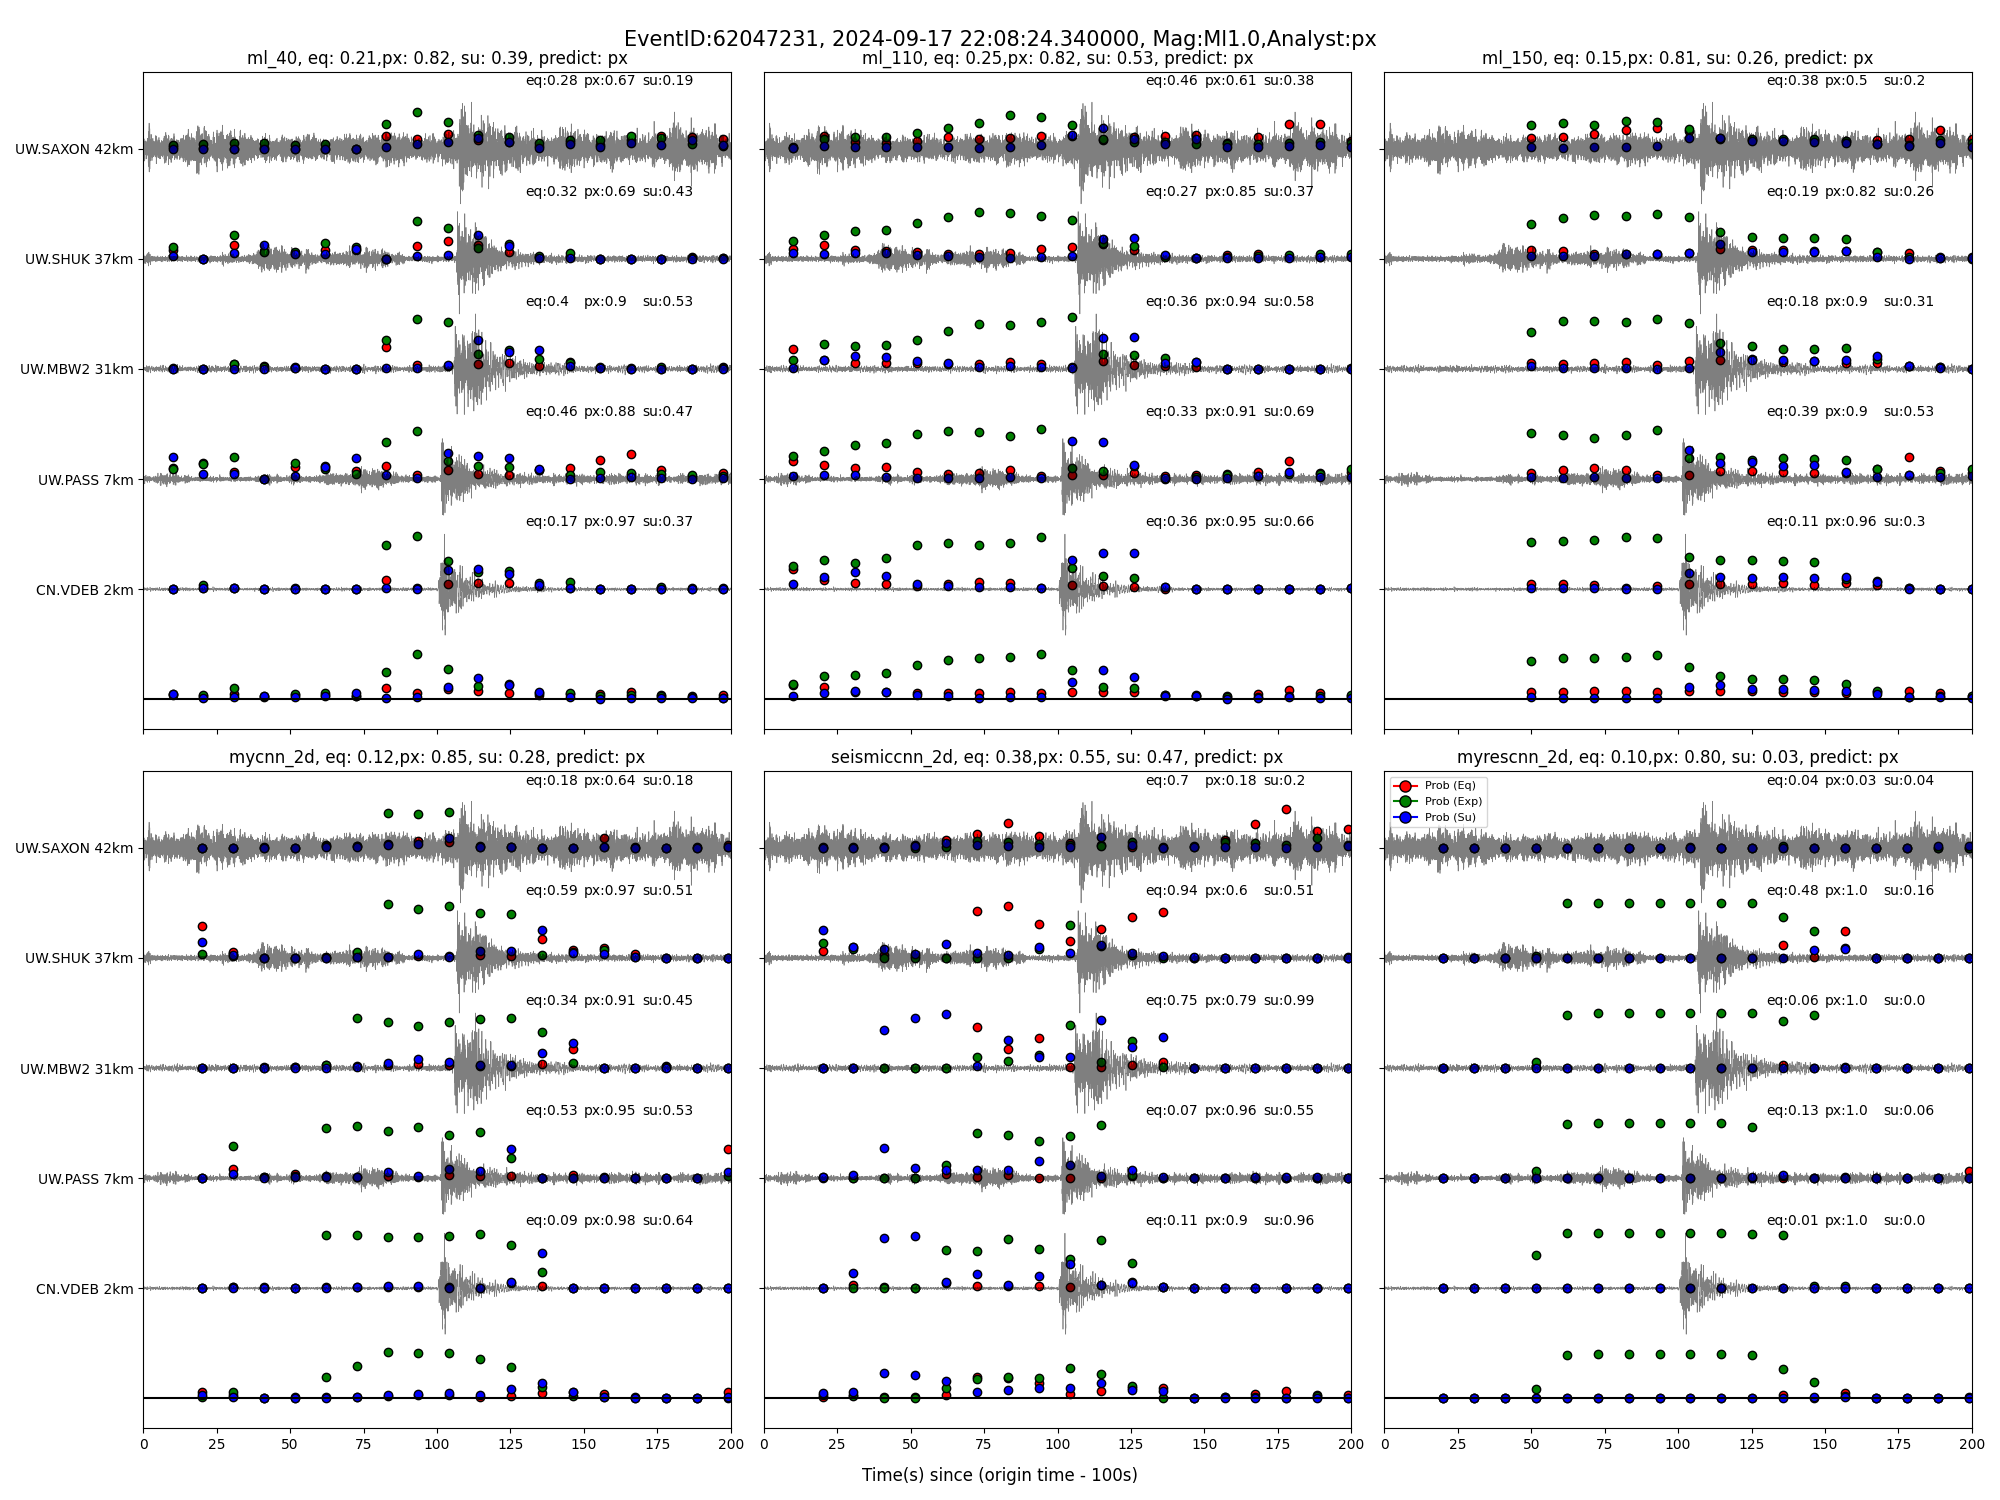 EventID:62047231, 2024-09-17 22:08:24.340000, Mag:Ml1.0,Analyst:px
ml_40, eq: 0.21,px: 0.82, su: 0.39, predict: px
eq:0.28 px:0.67 su:0.19
UW.SAXON 42km
eq:0.32 px:0.69 su:0.43
UW.SHUK 37km
eq:0.4 px:0.9 su:0.53
UW.MBW2 31km
eq:0.46 px:0.88 su:0.47
UW.PASS 7km
eq:0.17 px:0.97 su:0.37
CN.VDEB 2km
ml_110, eq: 0.25,px: 0.82, su: 0.53, predict: px
eq:0.46 px:0.61 su:0.38
eq:0.27 px:0.85 su:0.37
eq:0.36 px:0.94 su:0.58
eq:0.33 px:0.91 su:0.69
eq:0.36 px:0.95 su:0.66
ml_150, eq: 0.15,px: 0.81, su: 0.26, predict: px
eq:0.38 px:0.5 su:0.2
eq:0.19 px:0.82 su:0.26
eq:0.18 px:0.9 su:0.31
eq:0.39 px:0.9 su:0.53
eq:0.11 px:0.96 su:0.3
mycnn_2d, eq: 0.12,px: 0.85, su: 0.28, predict: px
eq:0.18 px:0.64 su:0.18
UW.SAXON 42km
eq:0.59 px:0.97 su:0.51
UW.SHUK 37km
eq:0.34 px:0.91 su:0.45
UW.MBW2 31km
eq:0.53 px:0.95 su:0.53
UW.PASS 7km
eq:0.09 px:0.98 su:0.64
CN.VDEB 2km
0 25 50 75 100 125 150 175 200
seismiccnn_2d, eq: 0.38,px: 0.55, su: 0.47, predict: px
eq:0.7 px:0.18 su:0.2
eq:0.94 px:0.6 su:0.51
eq:0.75 px:0.79 su:0.99
eq:0.07 px:0.96 su:0.55
eq:0.11 px:0.9 su:0.96
0 25 50 75 100 125 150 175 200
myrescnn_2d, eq: 0.10,px: 0.80, su: 0.03, predict: px
eq:0.04 px:0.03 su:0.04
Prob (Eq)
Prob (Exp)
Prob (Su)
eq:0.48 px:1.0 su:0.16
eq:0.06 px:1.0 su:0.0
eq:0.13 px:1.0 su:0.06
eq:0.01 px:1.0 su:0.0
0 25 50 75 100 125 150 175 200
Time(s) since (origin time - 100s)